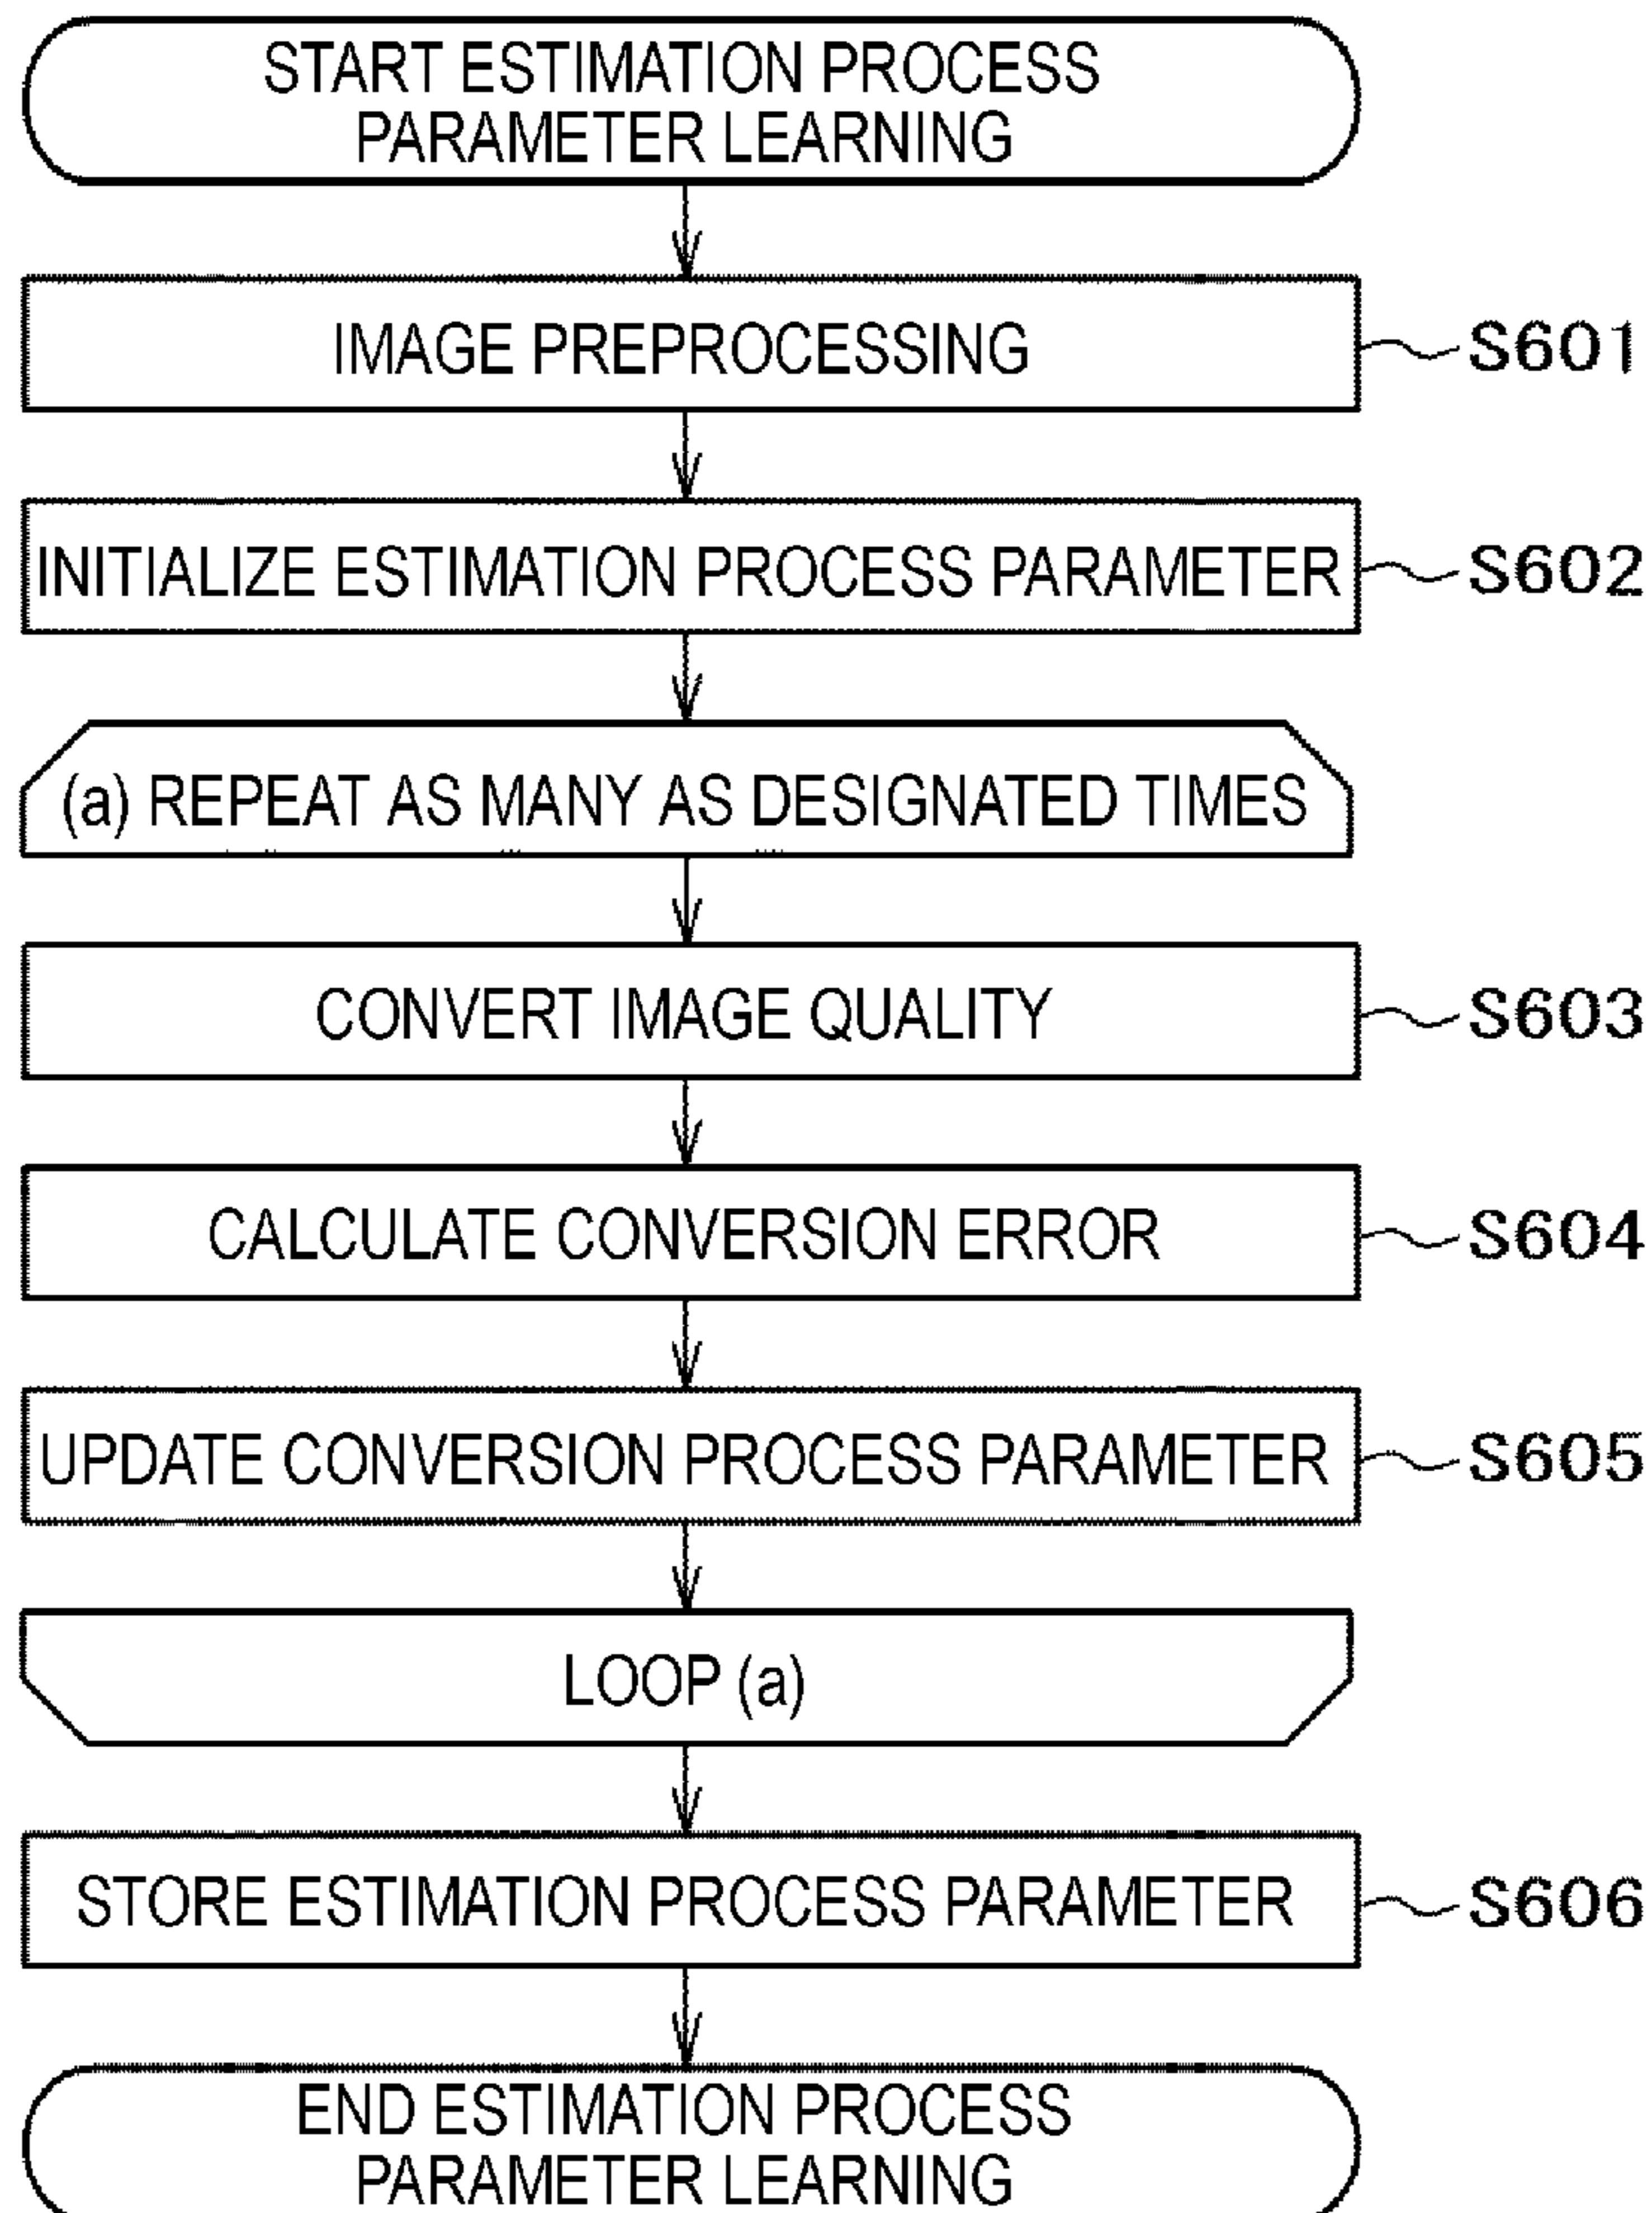 START ESTIMATION PROCESS
PARAMETER LEARNING
IMAGE PREPROCESSING
S601
INITIALIZE ESTIMATION PROCESS PARAMETER
S602
(a) REPEAT AS MANY AS DESIGNATED TIMES
CONVERT IMAGE QUALITY
S603
CALCULATE CONVERSION ERROR
S604
UPDATE CONVERSION PROCESS PARAMETER
S605
LOOP (a)
STORE ESTIMATION PROCESS PARAMETER
S606
END ESTIMATION PROCESS
PARAMETER LEARNING